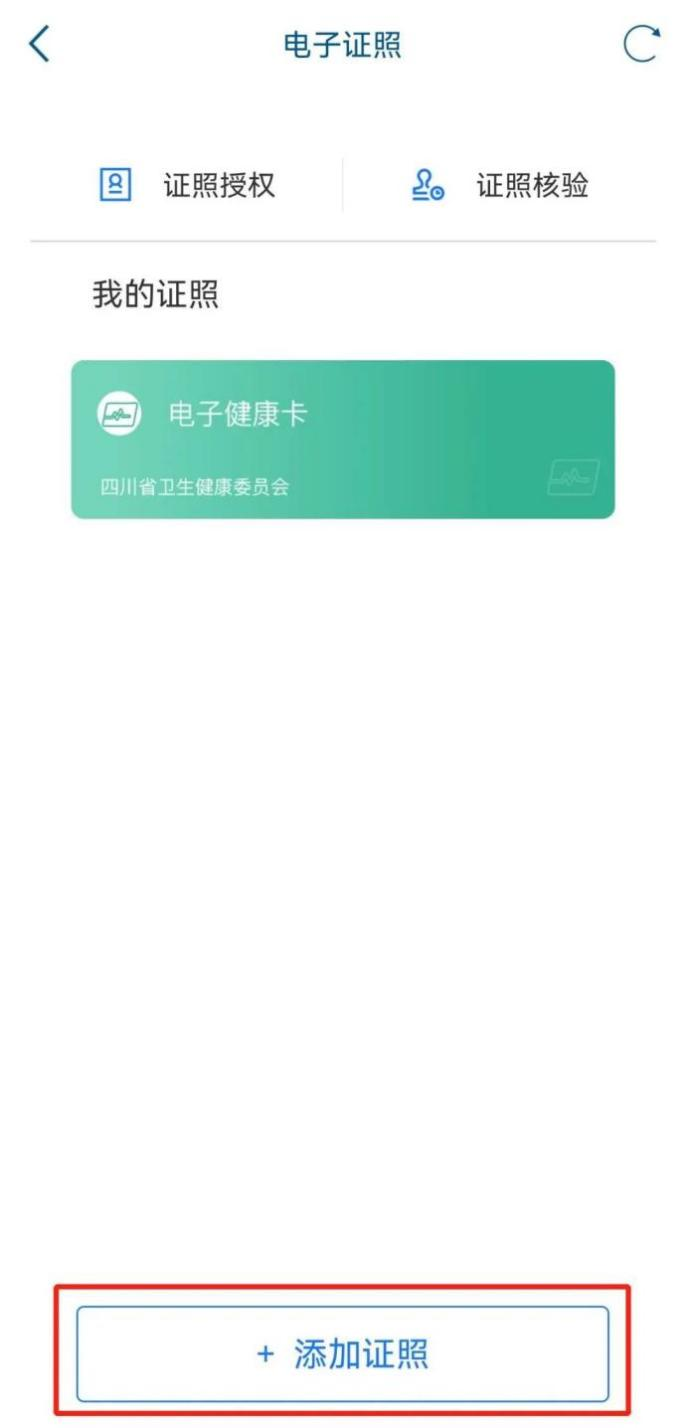 电子证照
证照授权
证照核验
我的证照
电子健康卡
四川省卫生健康委员会
+ 添加证照